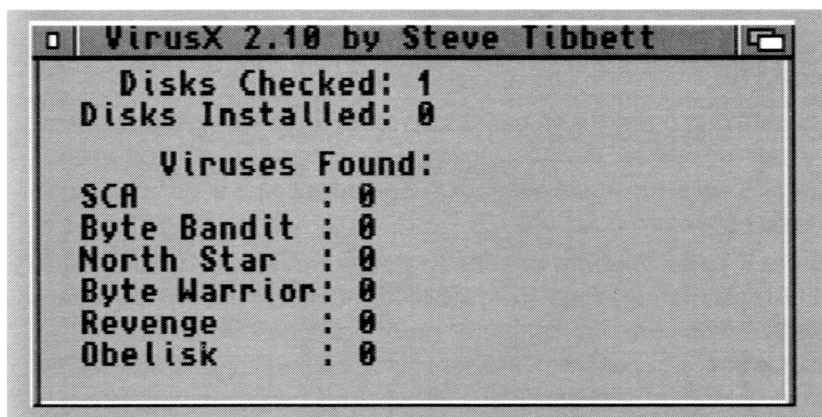 VirusX 2.10 by Steve Tibbett
Disks Checked: 1
Disks Installed: 0
Viruses Found:
SCA : 0
Byte Bandit : 0
North Star : 0
Byte Warrior: 0
Revenge : 0
Obelisk : 0